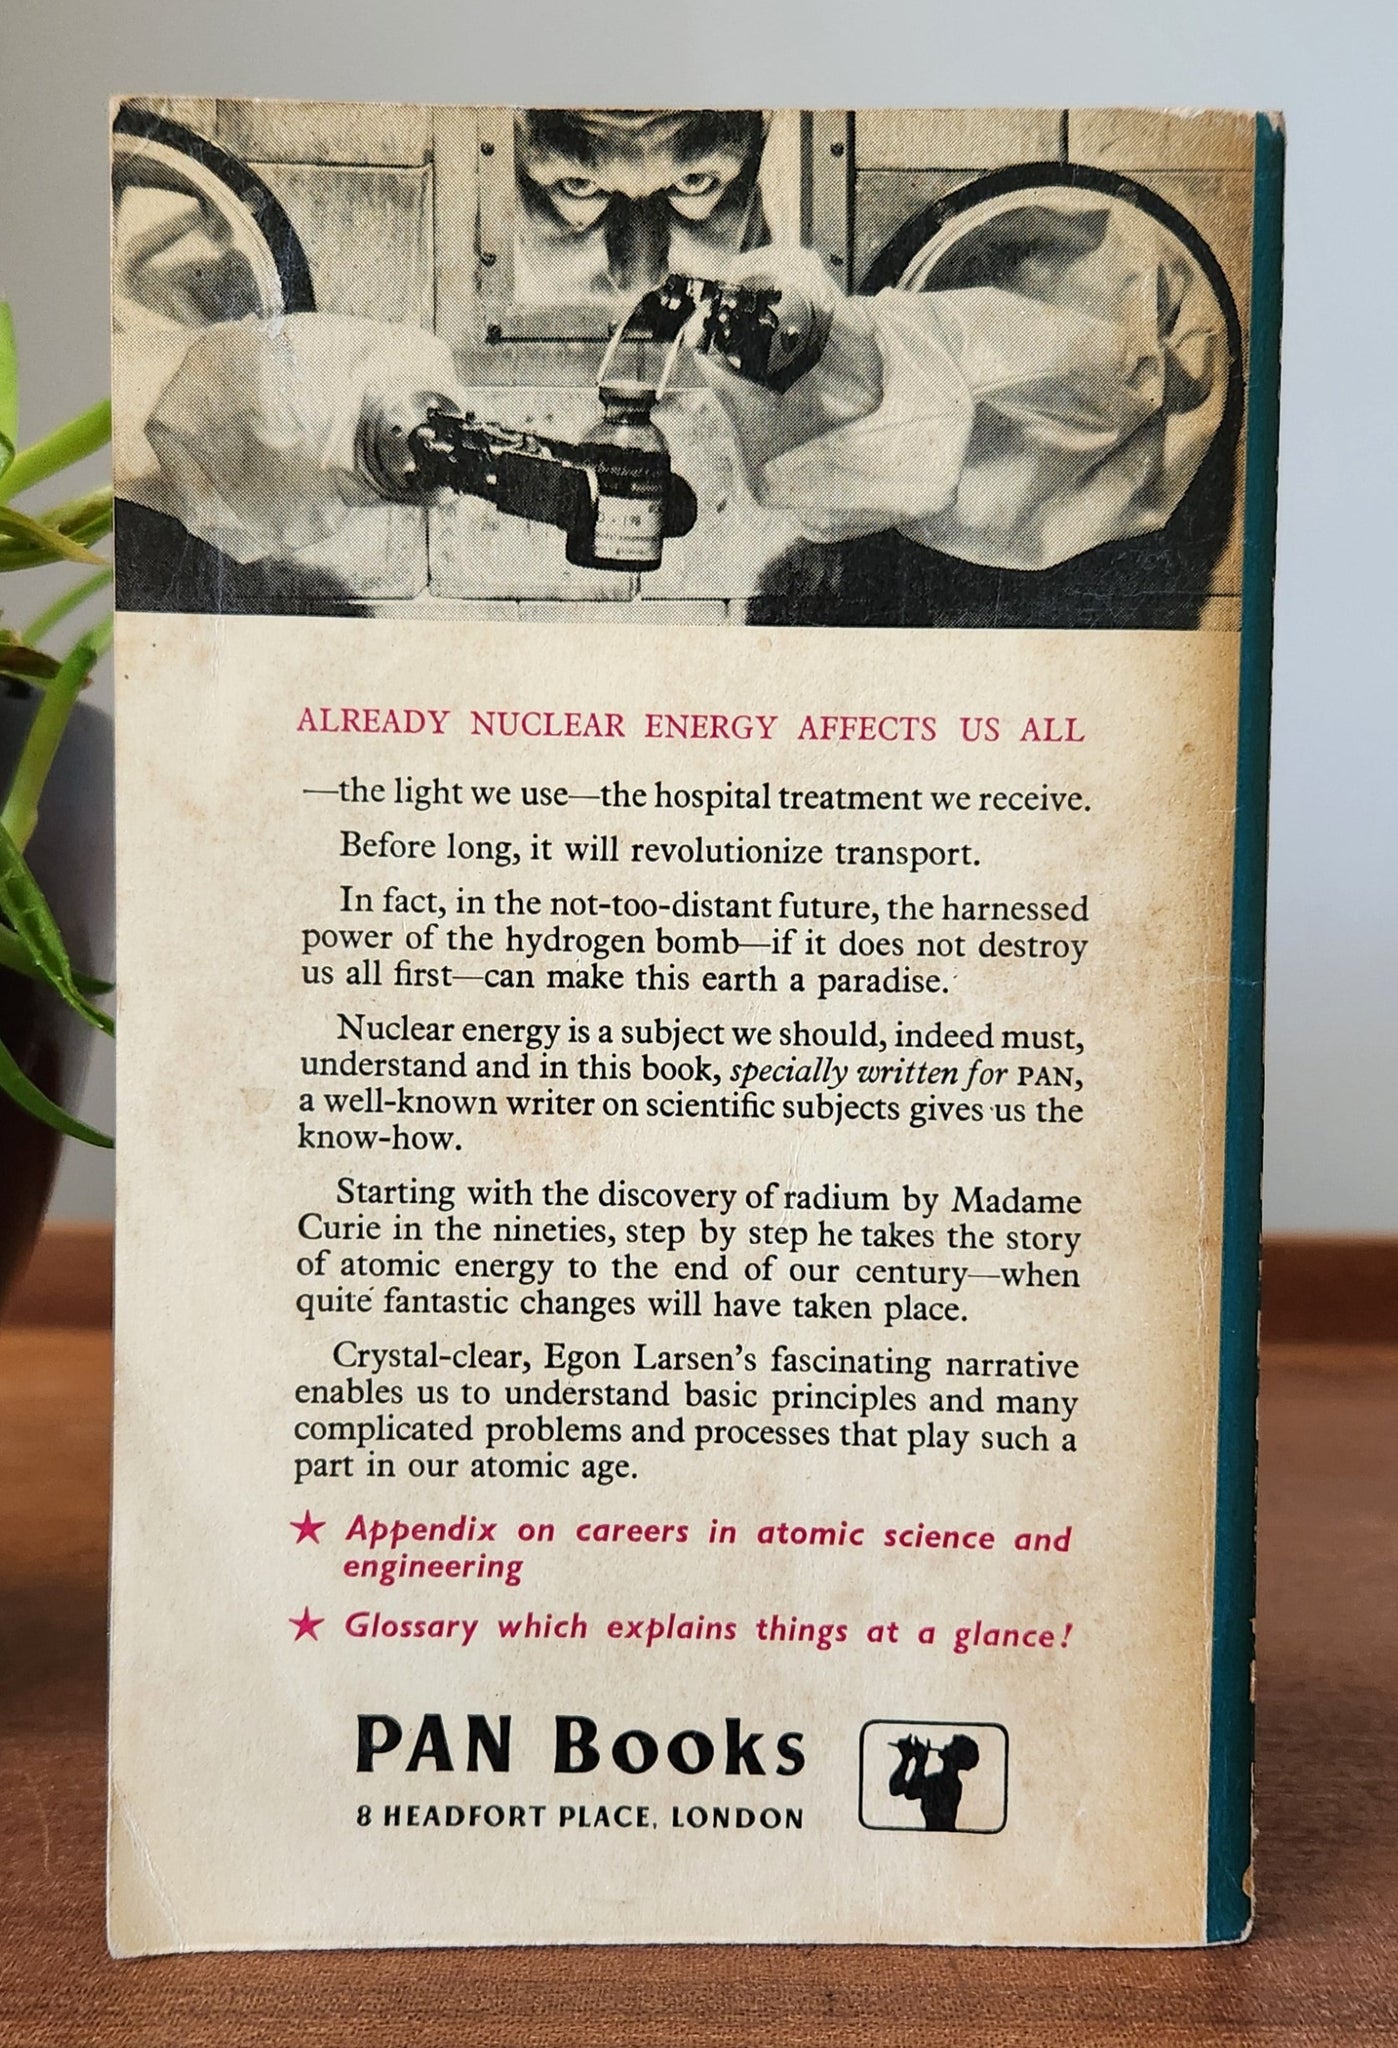 ALREADY NUCLEAR ENERGY AFFECTS US ALL
—the light we use—the hospital treatment we receive.
Before long, it will revolutionize transport.
In fact, in the not-too-distant future, the harnessed
power of the hydrogen bomb—if it does not destroy
us all first—can make this earth a paradise.
Nuclear energy is a subject we should, indeed must,
understand and in this book, specially written for PAN,
a well-known writer on scientific subjects gives us the
know-how.
Starting with the discovery of radium by Madame
Curie in the nineties, step by step he takes the story
of atomic energy to the end of our century—when
quite fantastic changes will have taken place.
Crystal-clear, Egon Larsen's fascinating narrative
enables us to understand basic principles and many
complicated problems and processes that play such a
part in our atomic age.
★ Appendix on careers in atomic science and
engineering
★ Glossary which explains things at a glance!
PAN Books
8 HEADFORT PLACE, LONDON